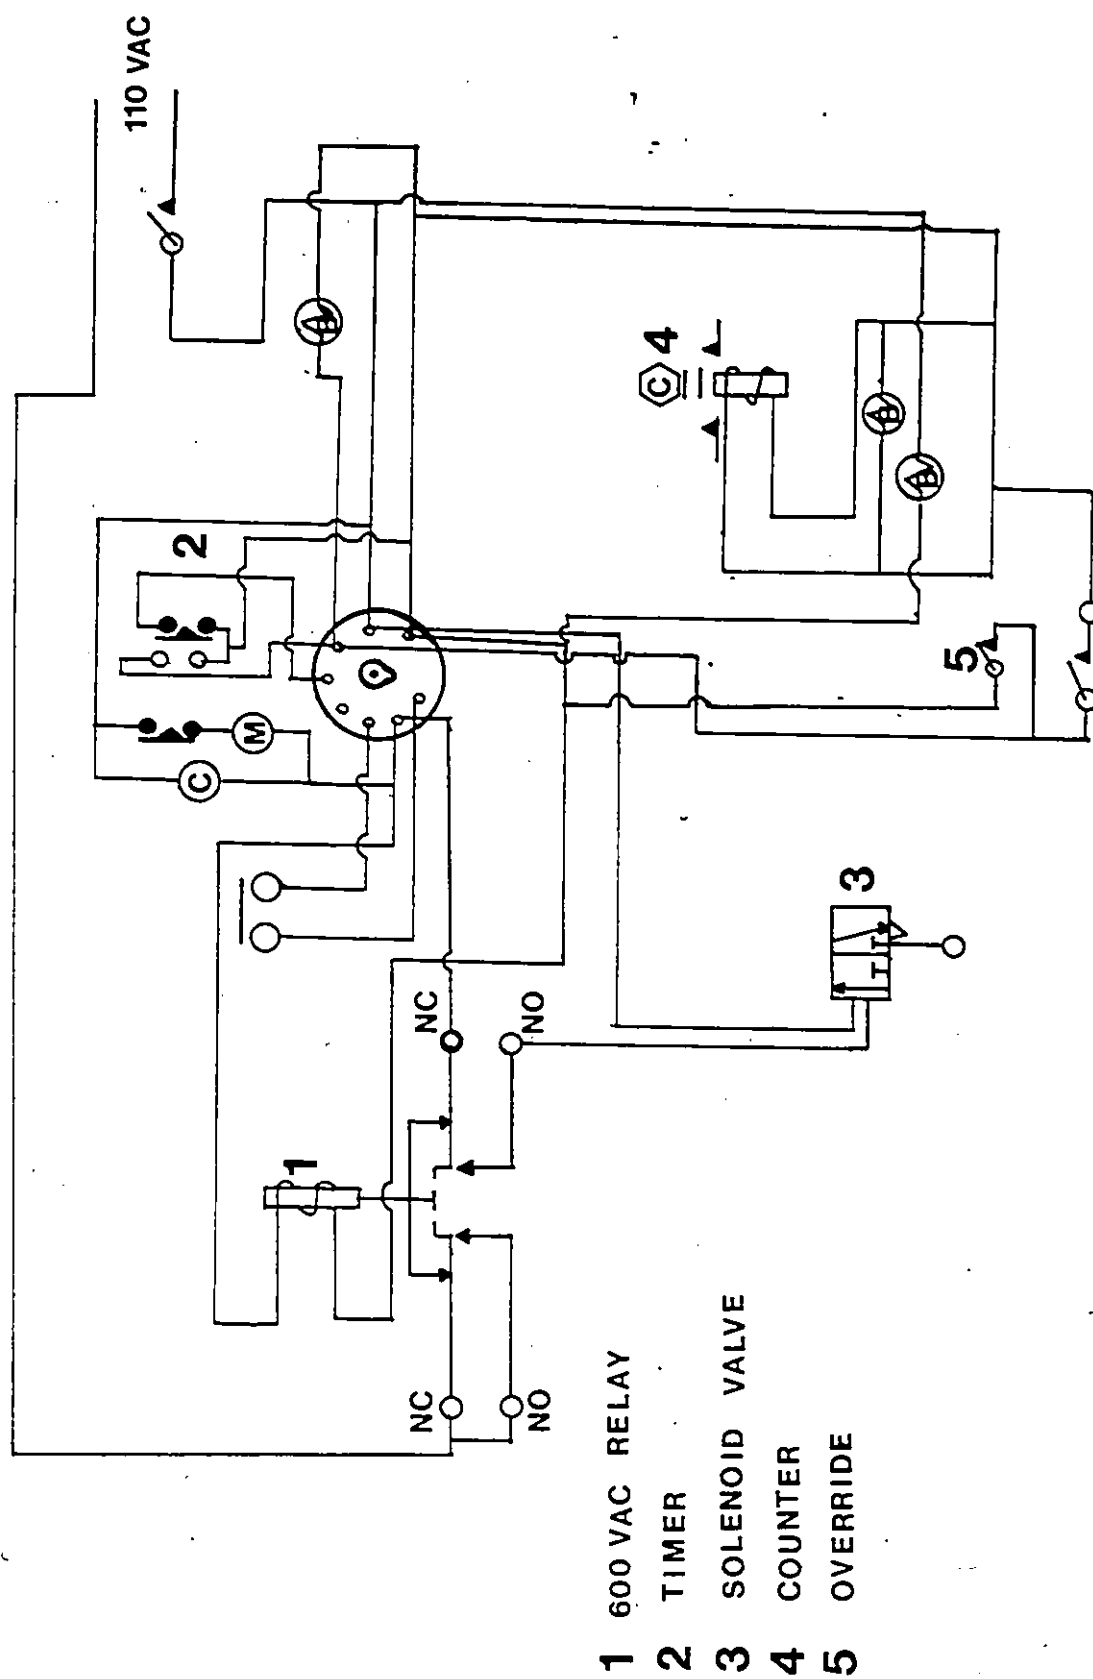 110 VAC
2
M
C
C
4
A
B
A
B
A
B
5
3
NC
NO
1
NC
NO
1 600 VAC RELAY
2 TIMER
3 SOLENOID VALVE
4 COUNTER
5 OVERRIDE